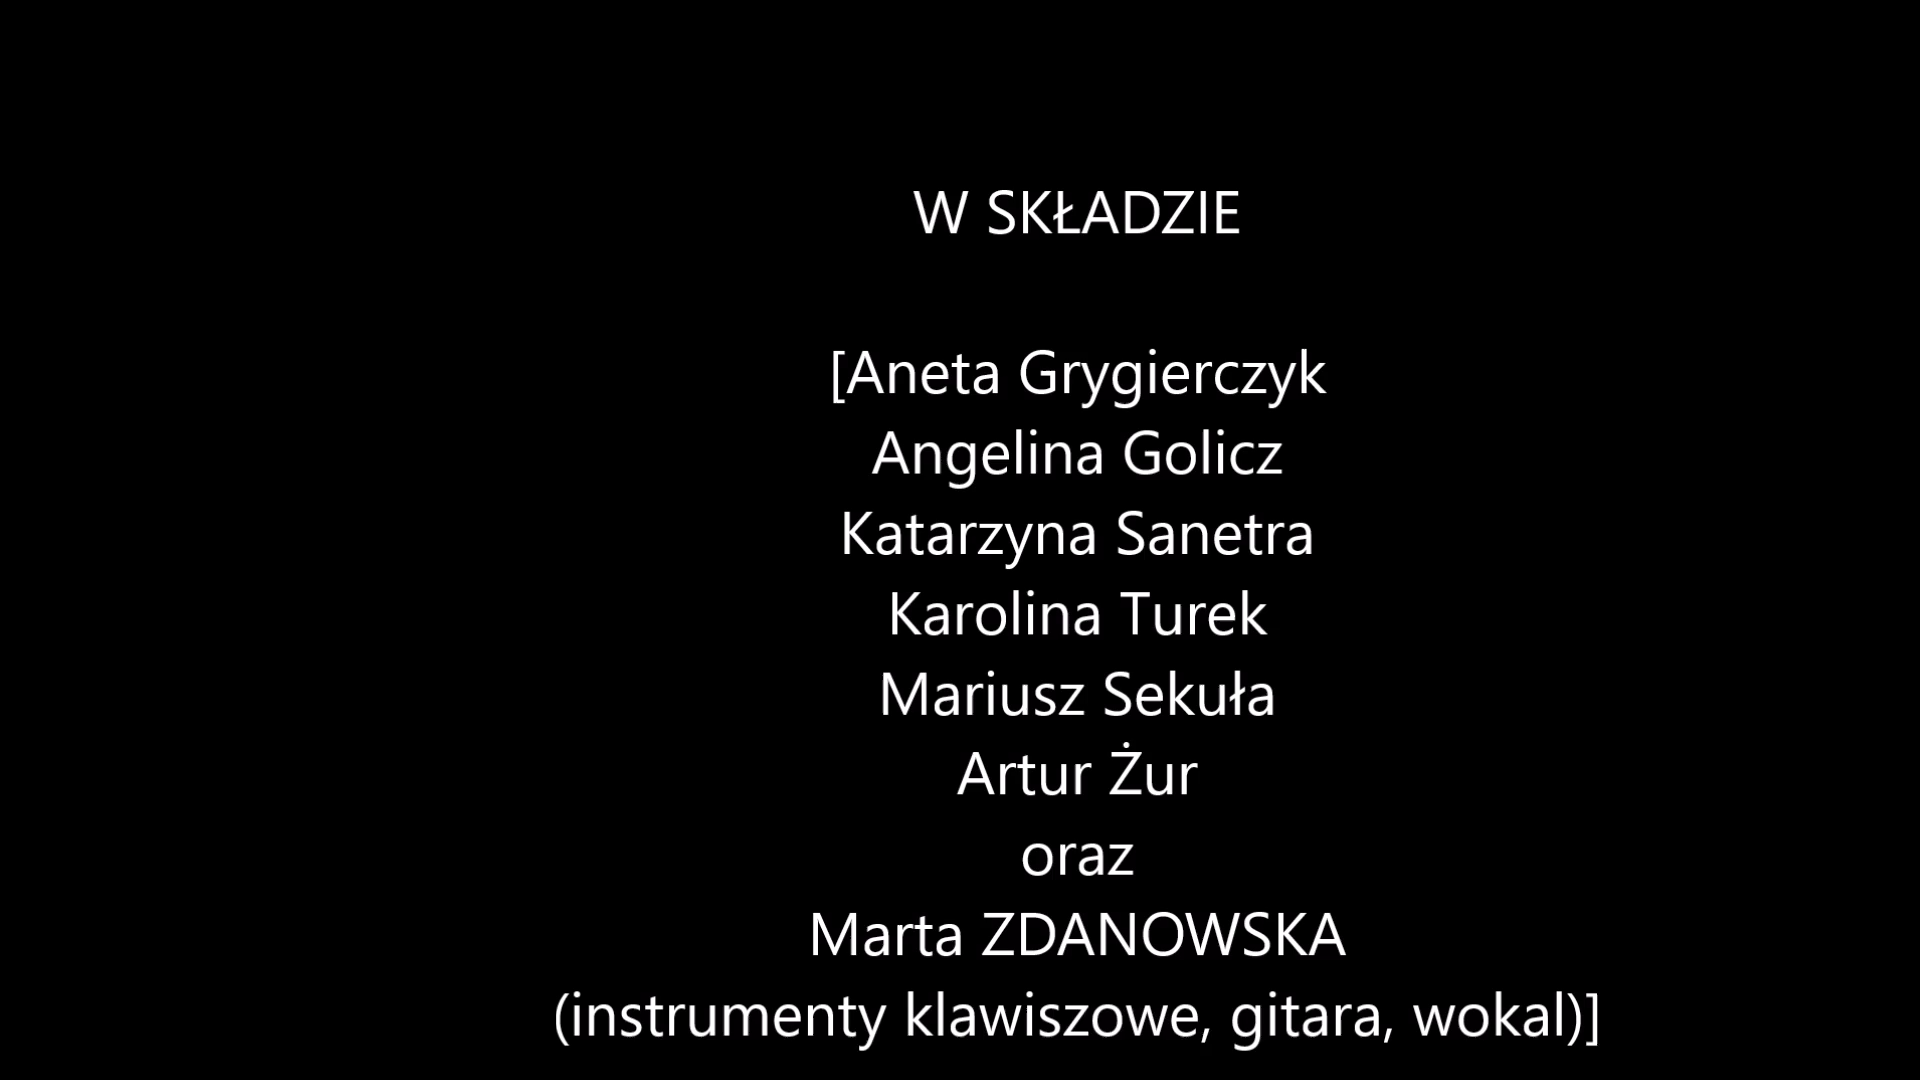 W SKŁADZIE
[Aneta Grygierczyk
Angelina Golicz
Katarzyna Sanetra
Karolina Turek
Mariusz Sekuła
Artur Żur
oraz
Marta ZDANOWSKA
(instrumenty klawiszowe, gitara, wokal)]